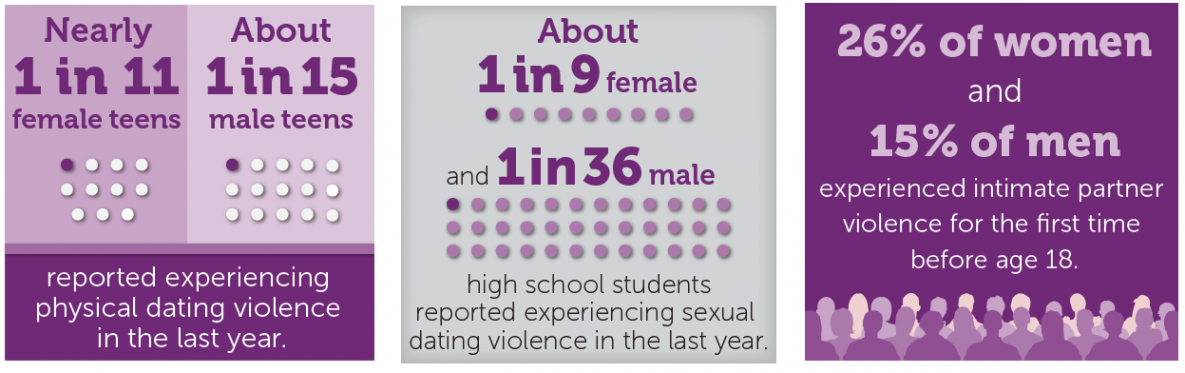 Nearly
1 in 11
female teens
About
1 in 15
male teens
reported experiencing
physical dating violence
in the last year.
About
1 in 9 female
and 1 in 36 male
high school students
reported experiencing sexual
dating violence in the last year.
26% of women
and
15% of men
experienced intimate partner
violence for the first time
before age 18.